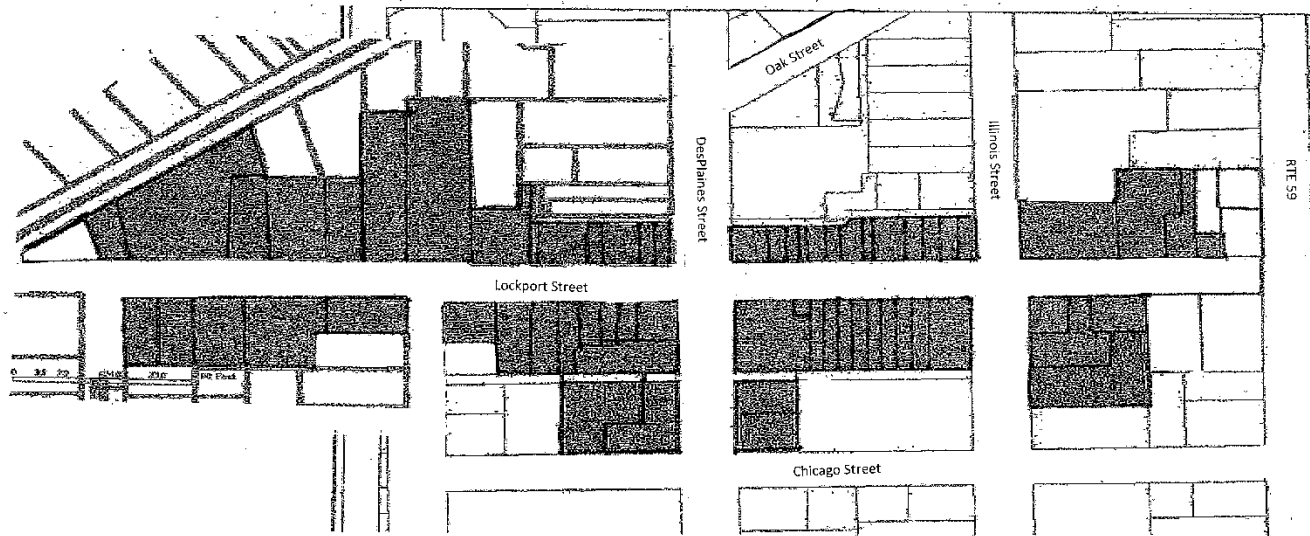 Oak Street
DesPlaines Street
Illinois Street
RTE 59
Lockport Street
Chicago Street